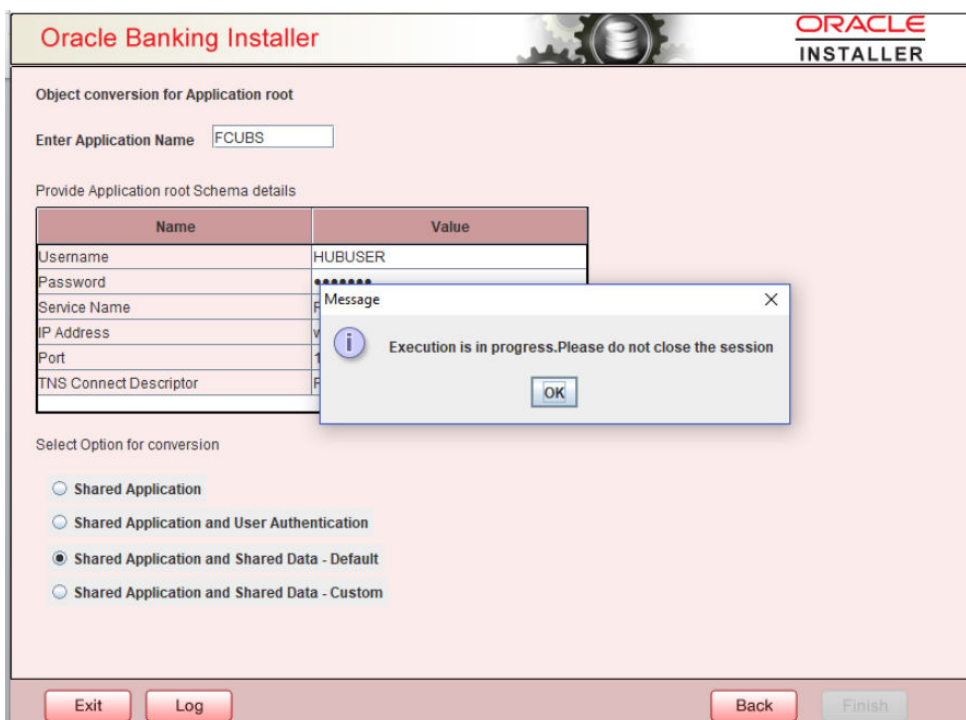 Oracle Banking Installer
ORACLE
INSTALLER
Object conversion for Application root
Enter Application Name FCUBS
Provide Application root Schema details
Name Value
Username HUBUSER
Password •••••••
Message
Service Name
IP Address
Execution is in progress.Please do not close the session
Port
TNS Connect Descriptor
OK
Select Option for conversion
Shared Application
Shared Application and User Authentication
Shared Application and Shared Data - Default
Shared Application and Shared Data - Custom
Exit Log Back Finish